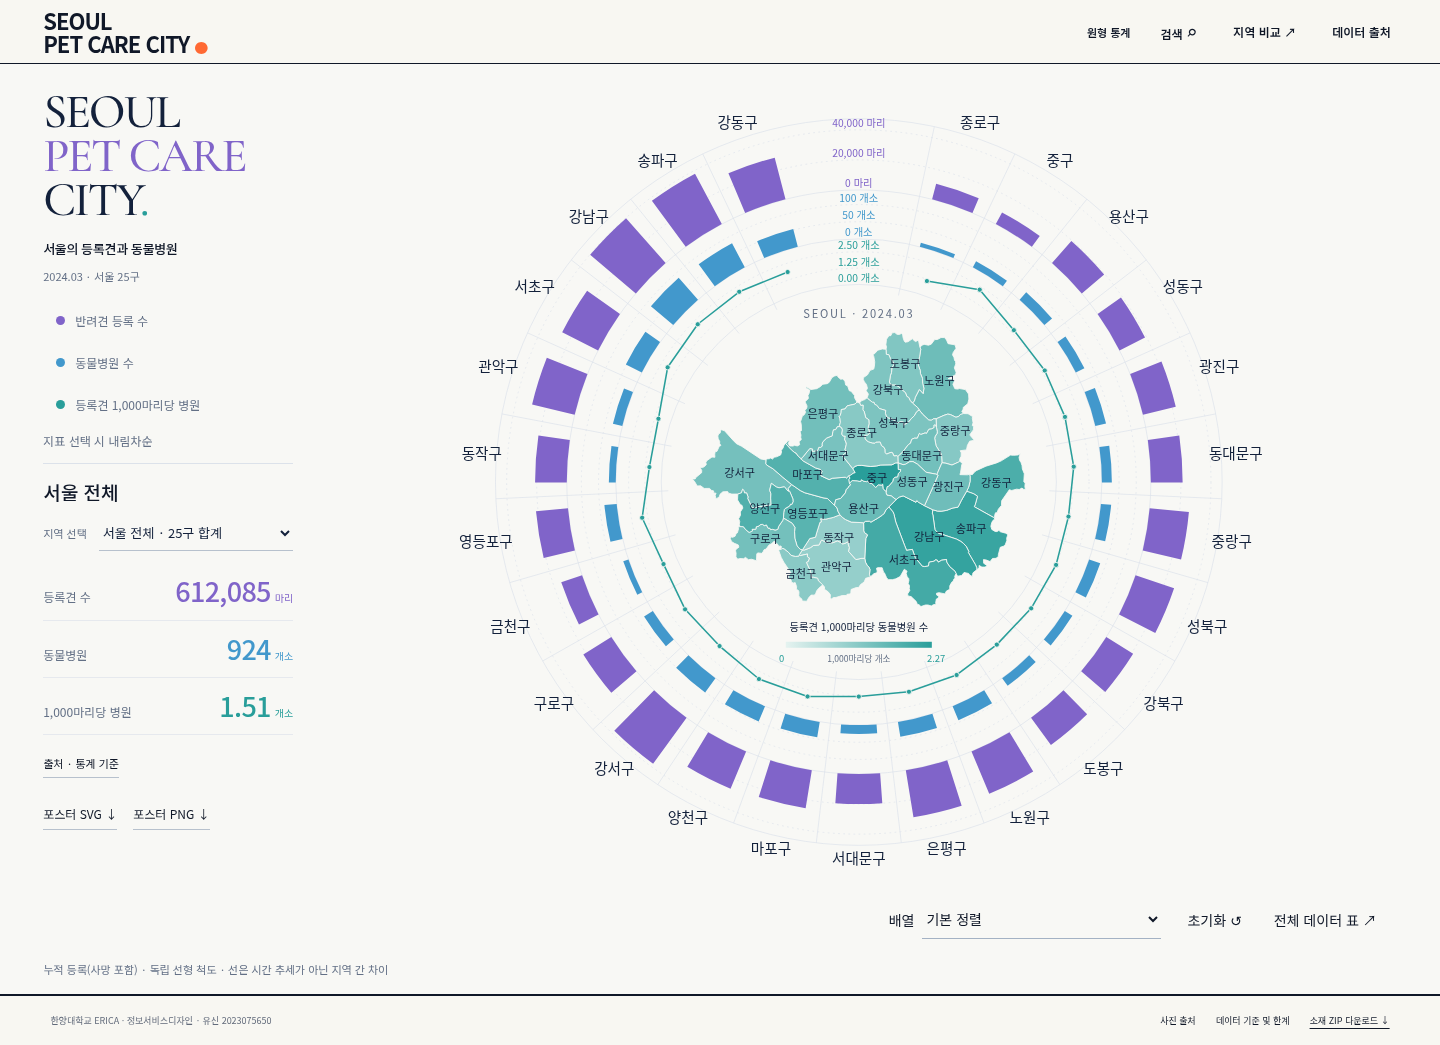 SEOUL
PET CARE CITY
원형 통계
검색 ⌕
지역 비교 ↗
데이터 출처
SEOUL
PET CARE
CITY.
서울의 등록견과 동물병원
2024.03 · 서울 25구
반려견 등록 수
동물병원 수
등록견 1,000마리당 병원
지표 선택 시 내림차순
서울 전체
지역 선택
서울 전체 · 25구 합계
등록견 수
612,085 마리
동물병원
924 개소
1,000마리당 병원
1.51 개소
출처 · 통계 기준
포스터 SVG ↓
포스터 PNG ↓
40,000 마리
20,000 마리
0 마리
100 개소
50 개소
0 개소
2.50 개소
1.25 개소
0.00 개소
종로구
중구
용산구
성동구
광진구
동대문구
중랑구
성북구
강북구
도봉구
노원구
은평구
서대문구
마포구
양천구
강서구
구로구
금천구
영등포구
동작구
관악구
서초구
강남구
송파구
강동구
SEOUL · 2024.03
도봉구
노원구
강북구
은평구
성북구
종로구
중랑구
서대문구
동대문구
강서구
마포구
중구
성동구
광진구
강동구
양천구
영등포구
용산구
구로구
동작구
강남구
송파구
서초구
금천구
관악구
등록견 1,000마리당 동물병원 수
0
1,000마리당 개소
2.27
배열
기본 정렬
초기화 ↺
전체 데이터 표 ↗
누적 등록(사망 포함) · 독립 선형 척도 · 선은 시간 추세가 아닌 지역 간 차이
한양대학교 ERICA · 정보서비스디자인 · 유신 2023075650
사진 출처
데이터 기준 및 한계
소재 ZIP 다운로드 ↓